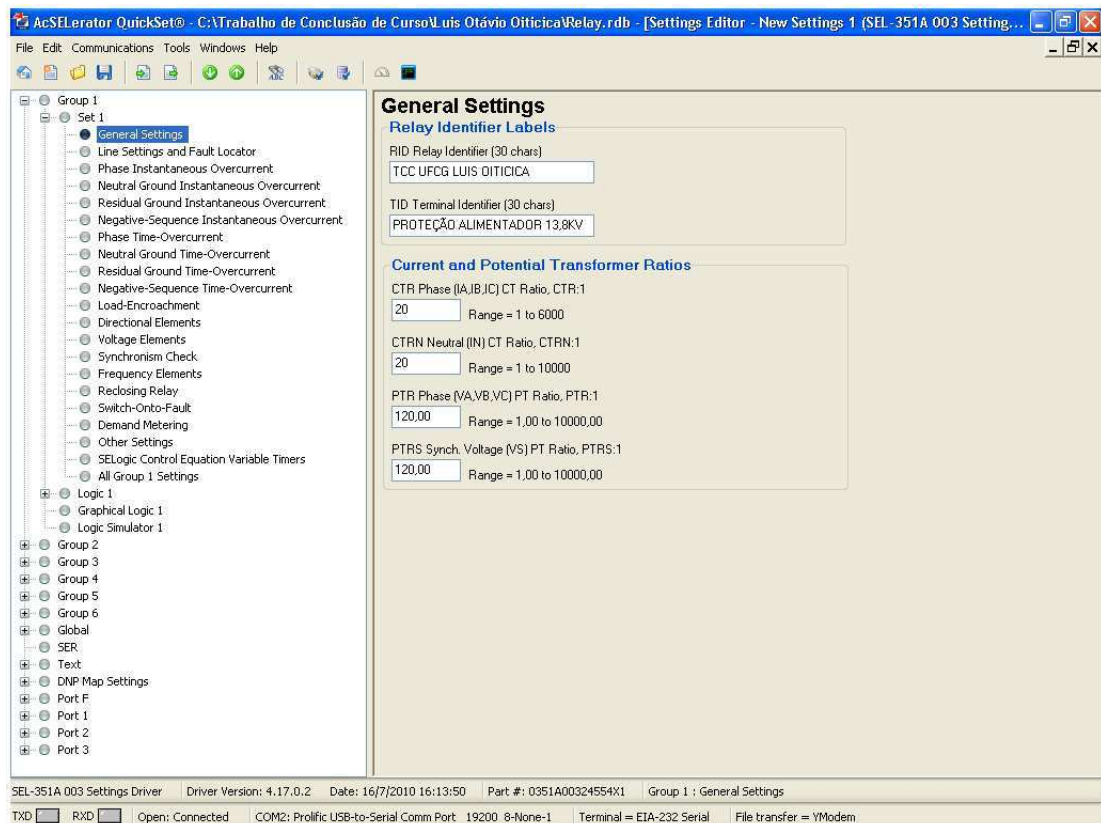 AcSELerator QuickSet® - C:\Trabalho de Conclusão de Curso\Luis Otávio Oiticica\Relay.rdb - [Settings Editor - New Settings 1 (SEL-351A 003 Setting...
File Edit Communications Tools Windows Help
Group 1
Set 1
General Settings
Line Settings and Fault Locator
Phase Instantaneous Overcurrent
Neutral Ground Instantaneous Overcurrent
Residual Ground Instantaneous Overcurrent
Negative-Sequence Instantaneous Overcurrent
Phase Time-Overcurrent
Neutral Ground Time-Overcurrent
Residual Ground Time-Overcurrent
Negative-Sequence Time-Overcurrent
Load-Encroachment
Directional Elements
Voltage Elements
Synchronism Check
Frequency Elements
Reclosing Relay
Switch-Onto-Fault
Demand Metering
Other Settings
SELogic Control Equation Variable Timers
All Group 1 Settings
Logic 1
Graphical Logic 1
Logic Simulator 1
Group 2
Group 3
Group 4
Group 5
Group 6
Global
SER
Text
DNP Map Settings
Port F
Port 1
Port 2
Port 3
General Settings
Relay Identifier Labels
RID Relay Identifier (30 chars)
TCC UFCG LUIS OITICICA
TID Terminal Identifier (30 chars)
PROTEÇÃO ALIMENTADOR 13,8KV
Current and Potential Transformer Ratios
CTR Phase (IA,IB,IC) CT Ratio, CTR:1
20 Range = 1 to 6000
CTRN Neutral (IN) CT Ratio, CTRN:1
20 Range = 1 to 10000
PTR Phase (VA,VB,VC) PT Ratio, PTR:1
120,00 Range = 1,00 to 10000,00
PTRS Synch. Voltage (VS) PT Ratio, PTRS:1
120,00 Range = 1,00 to 10000,00
SEL-351A 003 Settings Driver Driver Version: 4.17.0.2 Date: 16/7/2010 16:13:50 Part #: 0351A00324554X1 Group 1 : General Settings
TXD RXD Open: Connected COM2: Prolific USB-to-Serial Comm Port 19200 8-None-1 Terminal = EIA-232 Serial File transfer = YModem